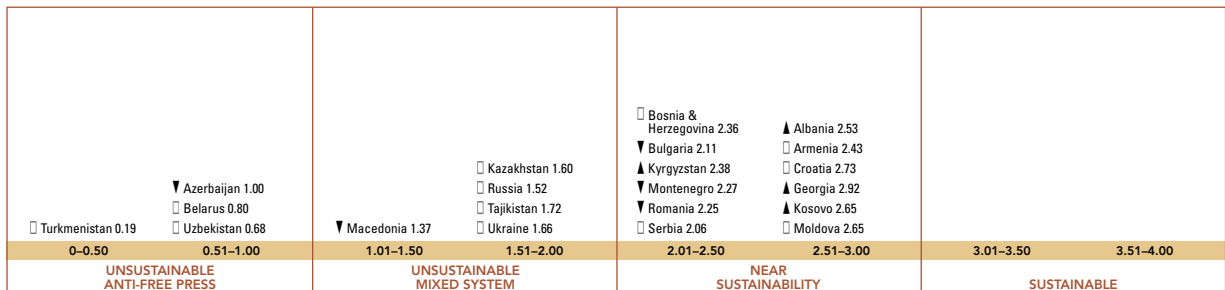 ▯ Turkmenistan 0.19
▼ Azerbaijan 1.00
▯ Belarus 0.80
▯ Uzbekistan 0.68
▼ Macedonia 1.37
▯ Kazakhstan 1.60
▯ Russia 1.52
▯ Tajikistan 1.72
▯ Ukraine 1.66
▯ Bosnia &
Herzegovina 2.36
▼ Bulgaria 2.11
▲ Kyrgyzstan 2.38
▼ Montenegro 2.27
▼ Romania 2.25
▯ Serbia 2.06
▲ Albania 2.53
▯ Armenia 2.43
▯ Croatia 2.73
▲ Georgia 2.92
▲ Kosovo 2.65
▯ Moldova 2.65
0–0.50
0.51–1.00
1.01–1.50
1.51–2.00
2.01–2.50
2.51–3.00
3.01–3.50
3.51–4.00
UNSUSTAINABLE
ANTI-FREE PRESS
UNSUSTAINABLE
MIXED SYSTEM
NEAR
SUSTAINABILITY
SUSTAINABLE